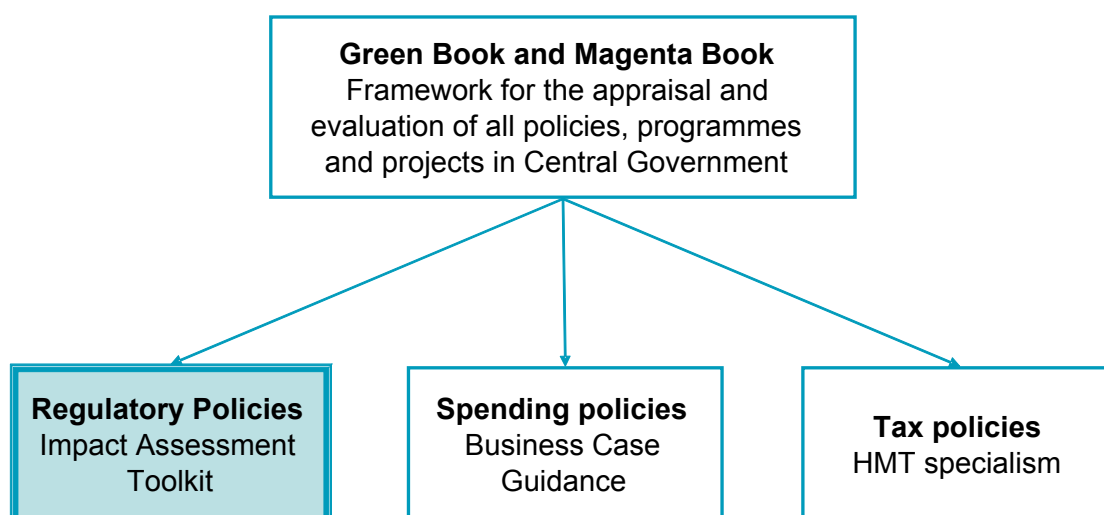 Green Book and Magenta Book
Framework for the appraisal and
evaluation of all policies, programmes
and projects in Central Government
Regulatory Policies
Impact Assessment
Toolkit
Spending policies
Business Case
Guidance
Tax policies
HMT specialism